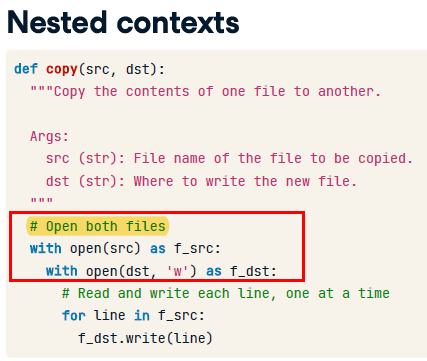 Nested contexts
def copy(src, dst):
"""Copy the contents of one file to another.
Args:
src (str): File name of the file to be copied.
dst (str): Where to write the new file.
"""
# Open both files
with open(src) as f_src:
with open(dst, 'w') as f_dst:
# Read and write each line, one at a time
for line in f_src:
f_dst.write(line)